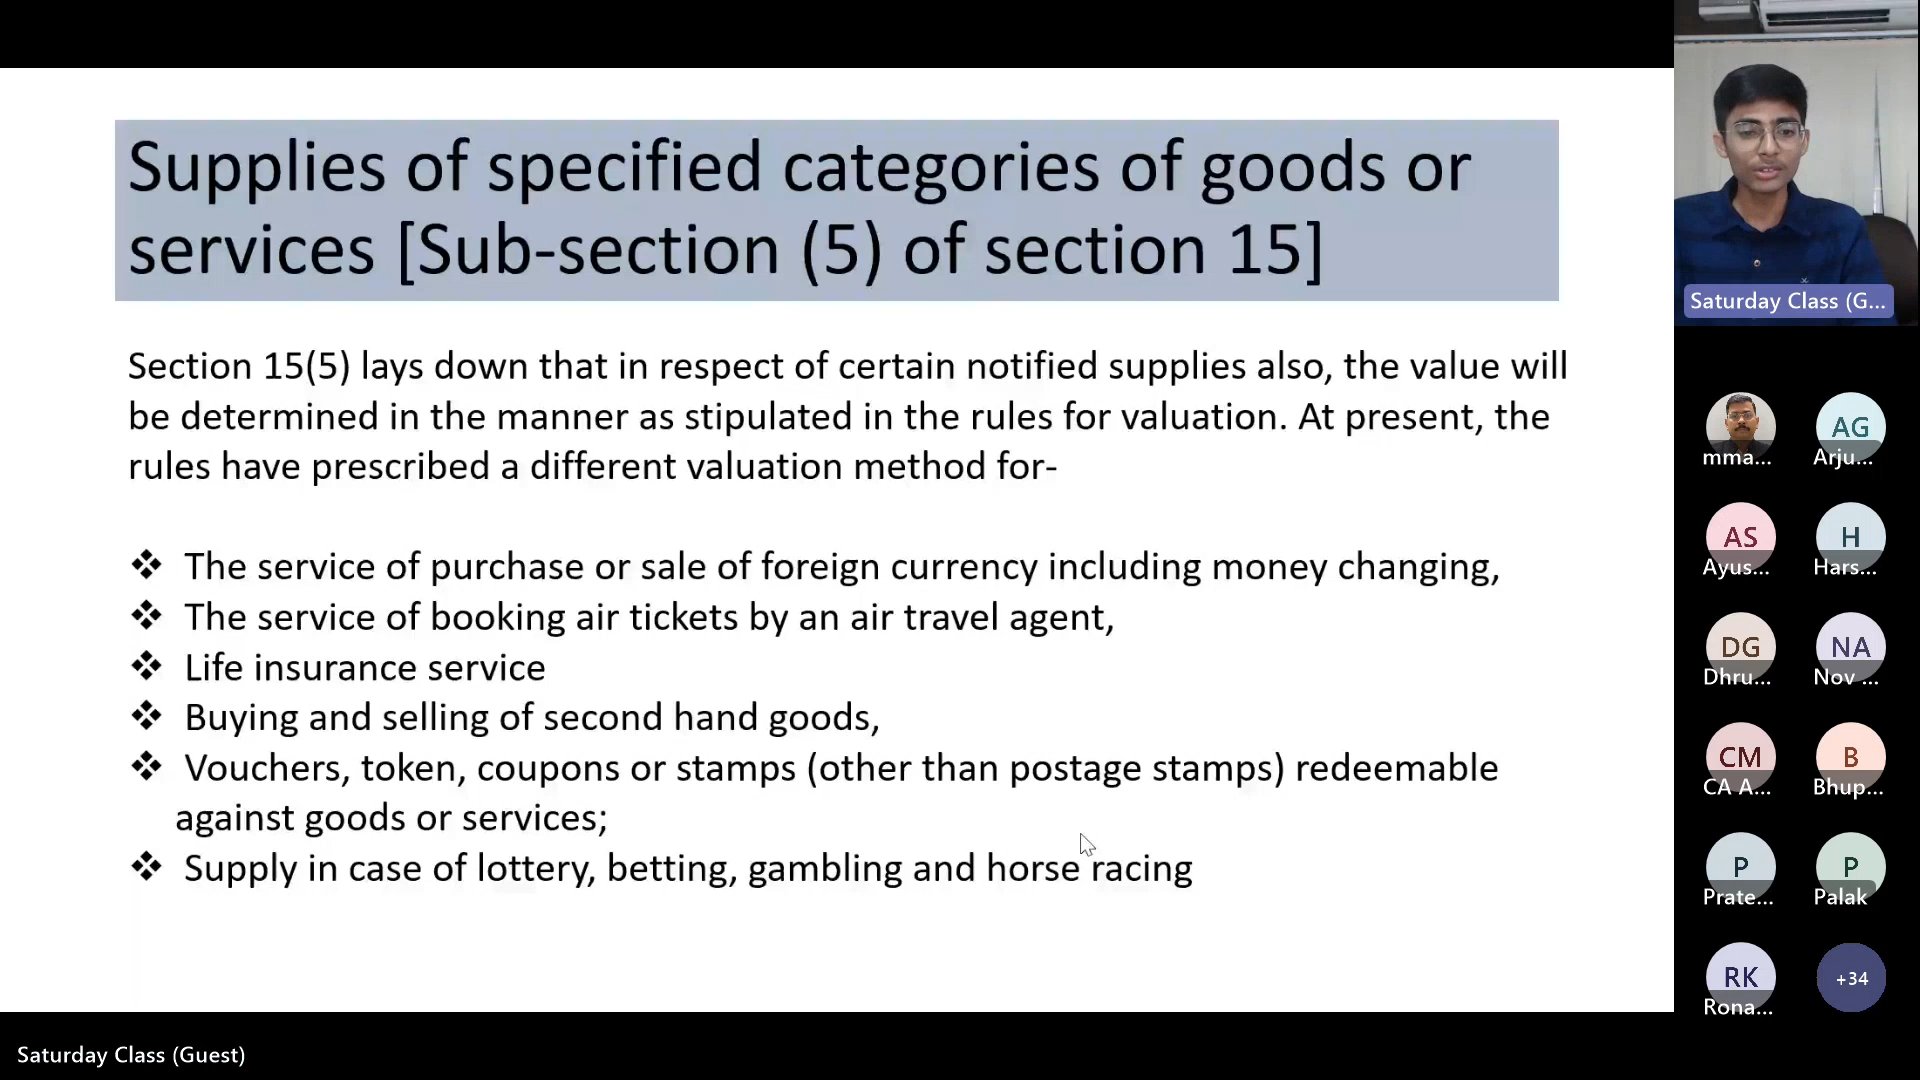 Supplies of specified categories of goods or
services [Sub-section (5) of section 15]
Section 15(5) lays down that in respect of certain notified supplies also, the value will
be determined in the manner as stipulated in the rules for valuation. At present, the
rules have prescribed a different valuation method for-
❖ The service of purchase or sale of foreign currency including money changing,
❖ The service of booking air tickets by an air travel agent,
❖ Life insurance service
❖ Buying and selling of second hand goods,
❖ Vouchers, token, coupons or stamps (other than postage stamps) redeemable
against goods or services;
❖ Supply in case of lottery, betting, gambling and horse racing
Saturday Class (G...
mma...
AG
Arju...
AS
Ayus...
H
Hars...
DG
Dhru...
NA
Nov ...
CM
CA A...
B
Bhup...
P
Prate...
P
Palak
RK
Rona...
+34
Saturday Class (Guest)